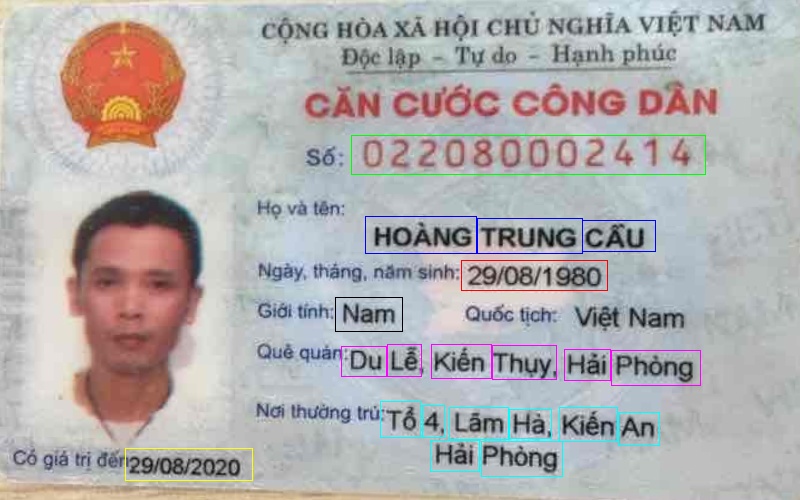 CỘNG HÒA XÃ HỘI CHỦ NGHĨA VIỆT NAM
Độc lập - Tự do - Hạnh phúc
CĂN CƯỚC CÔNG DÂN
Số: 022080002414
Họ và tên:
HOÀNG TRUNG CẦU
Ngày, tháng, năm sinh: 29/08/1980
Giới tính: Nam Quốc tịch: Việt Nam
Quê quán: Du Lễ, Kiến Thụy, Hải Phòng
Nơi thường trú: Tổ 4, Lãm Hà, Kiến An
Hải Phòng
Có giá trị đến 29/08/2020